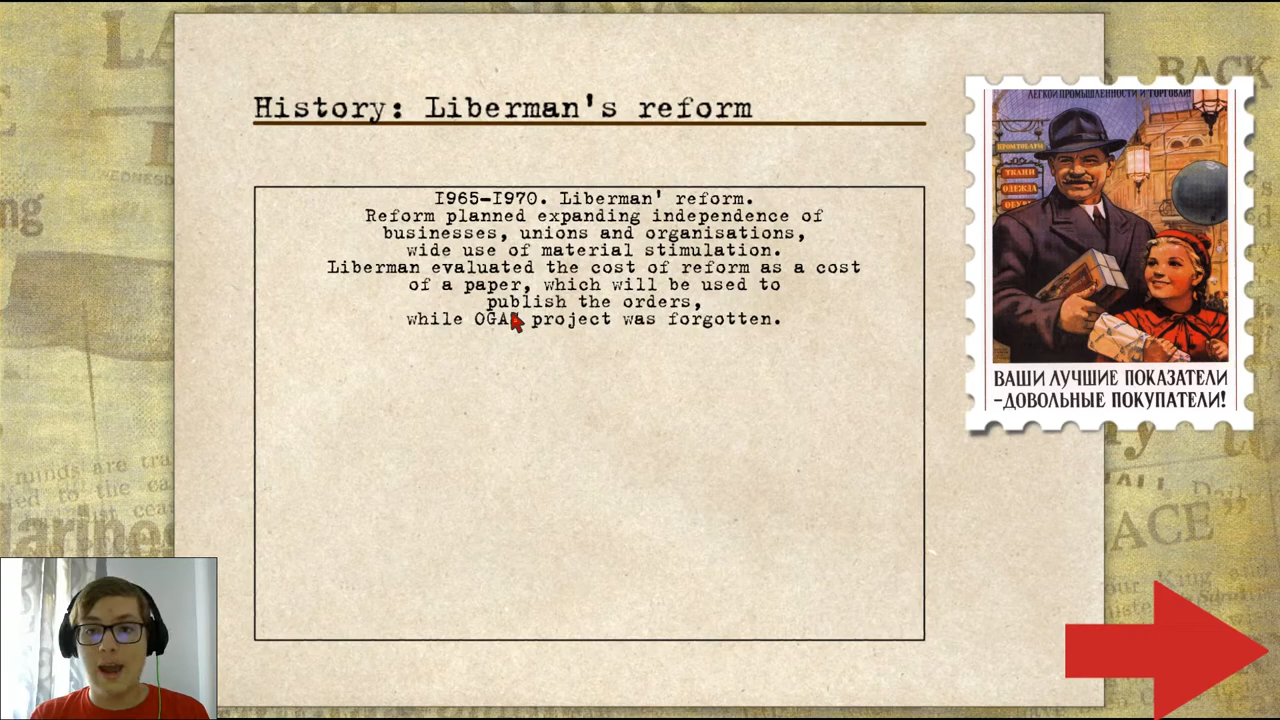 History: Liberman's reform
1965-1970. Liberman' reform.
Reform planned expanding independence of
businesses, unions and organisations,
wide use of material stimulation.
Liberman evaluated the cost of reform as a cost
of a paper, which will be used to
publish the orders,
while project was forgotten.
ЛЕГКОЙ ПРОМЫШЛЕННОСТИ И ТОРГОВЛИ!
ТКАНИ
ОДЕЖДА
ВАШИ ЛУЧШИЕ ПОКАЗАТЕЛИ
-ДОВОЛЬНЫЕ ПОКУПАТЕЛИ!
BACK